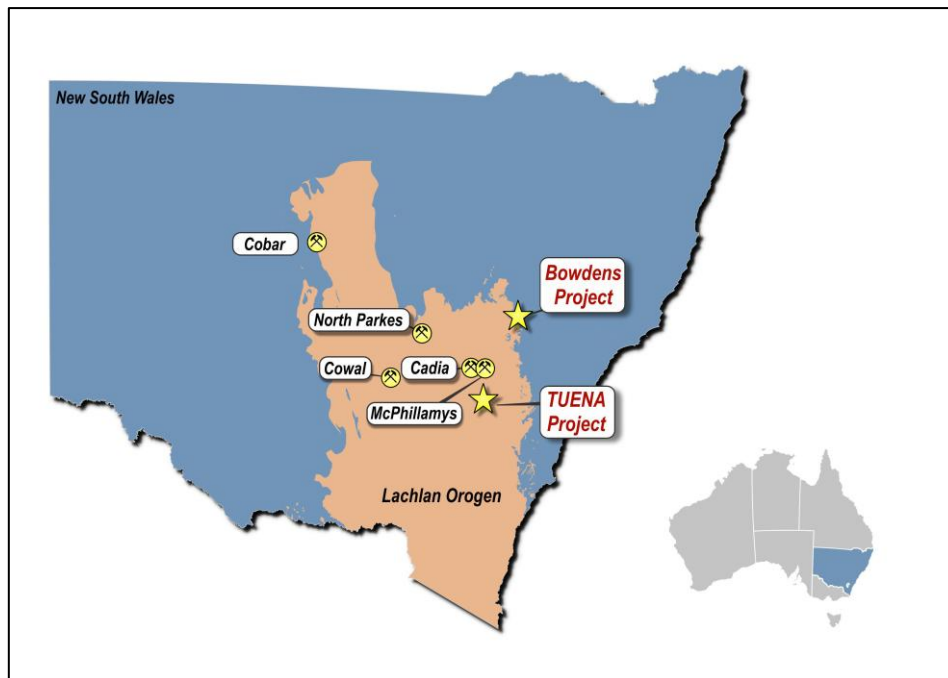 New South Wales
Cobar
Bowdens
Project
North Parkes
Cowal
Cadia
McPhillamys
TUENA
Project
Lachlan Orogen